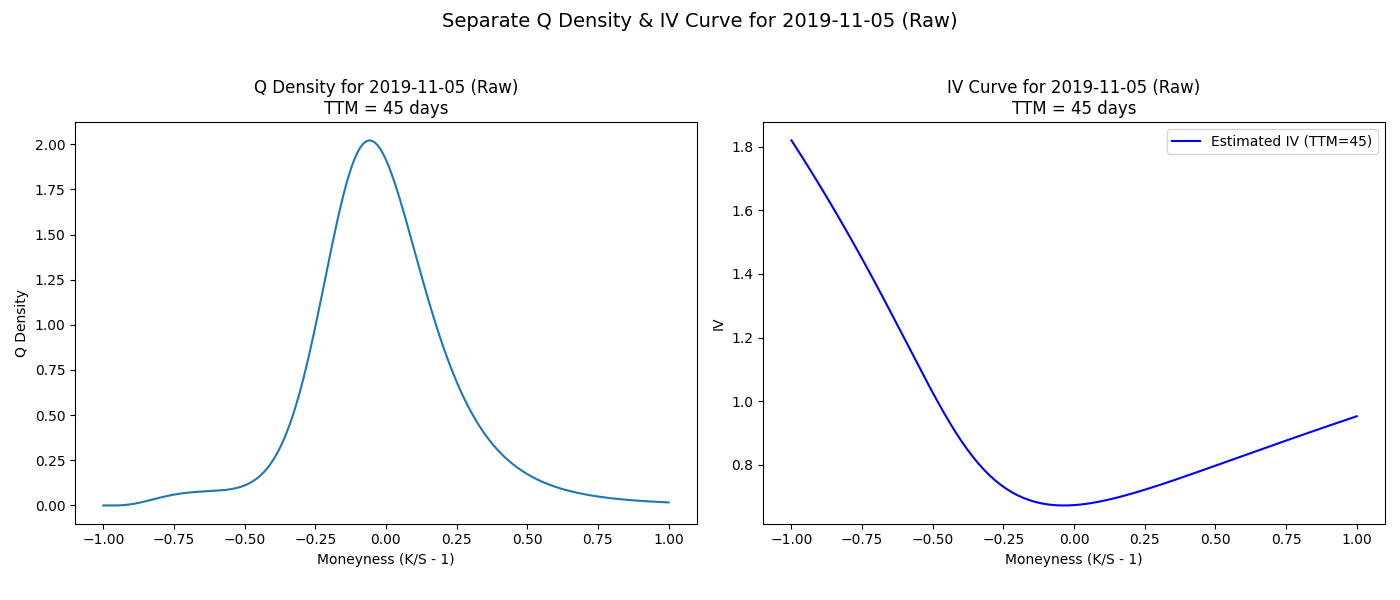 Separate Q Density & IV Curve for 2019-11-05 (Raw)
Q Density for 2019-11-05 (Raw)
TTM = 45 days
2.00
1.75
1.50
1.25
1.00
0.75
0.50
0.25
0.00
Q Density
−1.00 −0.75 −0.50 −0.25 0.00 0.25 0.50 0.75 1.00
Moneyness (K/S - 1)
IV Curve for 2019-11-05 (Raw)
TTM = 45 days
Estimated IV (TTM=45)
1.8
1.6
1.4
1.2
1.0
0.8
IV
−1.00 −0.75 −0.50 −0.25 0.00 0.25 0.50 0.75 1.00
Moneyness (K/S - 1)